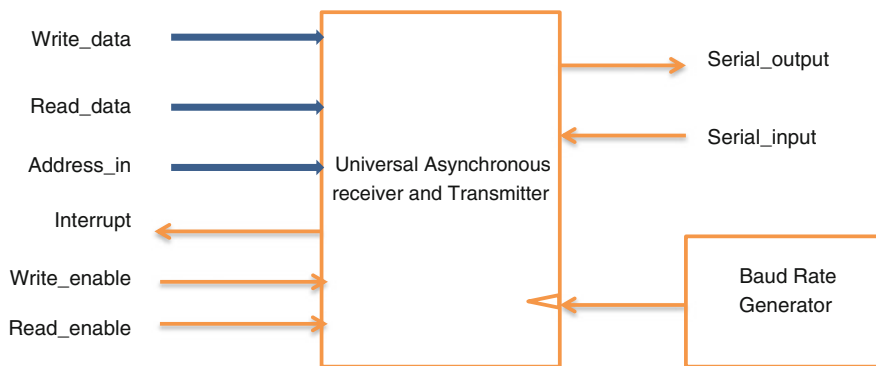 Write_data
Read_data
Address_in
Interrupt
Write_enable
Read_enable
Universal Asynchronous
receiver and Transmitter
Serial_output
Serial_input
Baud Rate
Generator